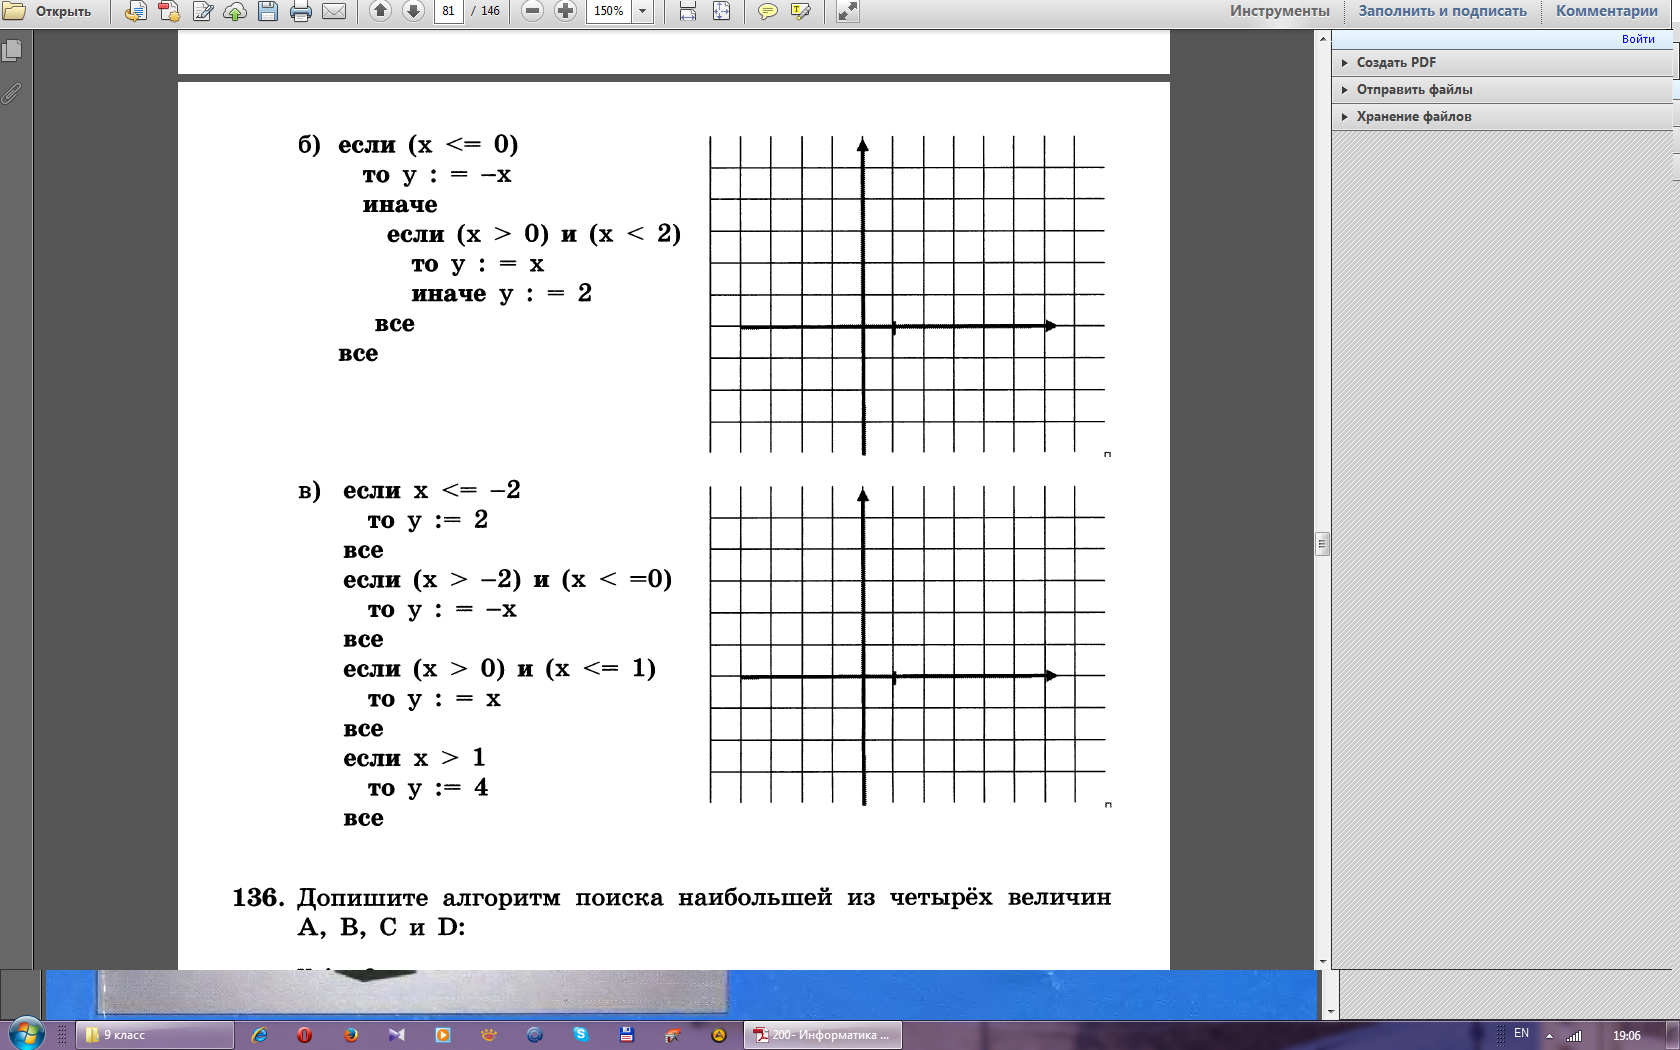 Открыть
81 / 146
150%
Инструменты
Заполнить и подписать
Комментарии
Войти
Создать PDF
Отправить файлы
Хранение файлов
б) если (x <= 0)
то y : = –x
иначе
если (x > 0) и (x < 2)
то y : = x
иначе y : = 2
все
все
в) если x <= –2
то y := 2
все
если (x > –2) и (x < =0)
то y : = –x
все
если (x > 0) и (x <= 1)
то y : = x
все
если x > 1
то y := 4
все
136. Допишите алгоритм поиска наибольшей из четырёх величин
A, B, C и D:
9 класс
200- Информатика ...
EN
19:06